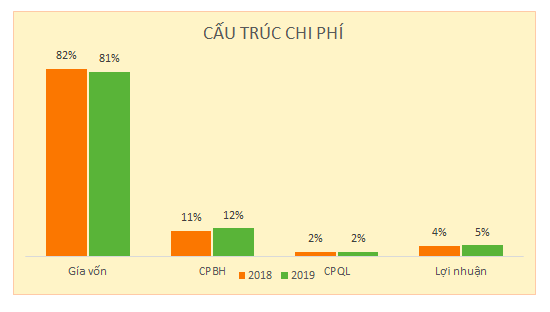 CẤU TRÚC CHI PHÍ
82% 81%
11% 12%
2% 2%
4% 5%
Gía vốn CPBH CPQL Lợi nhuận
2018 2019